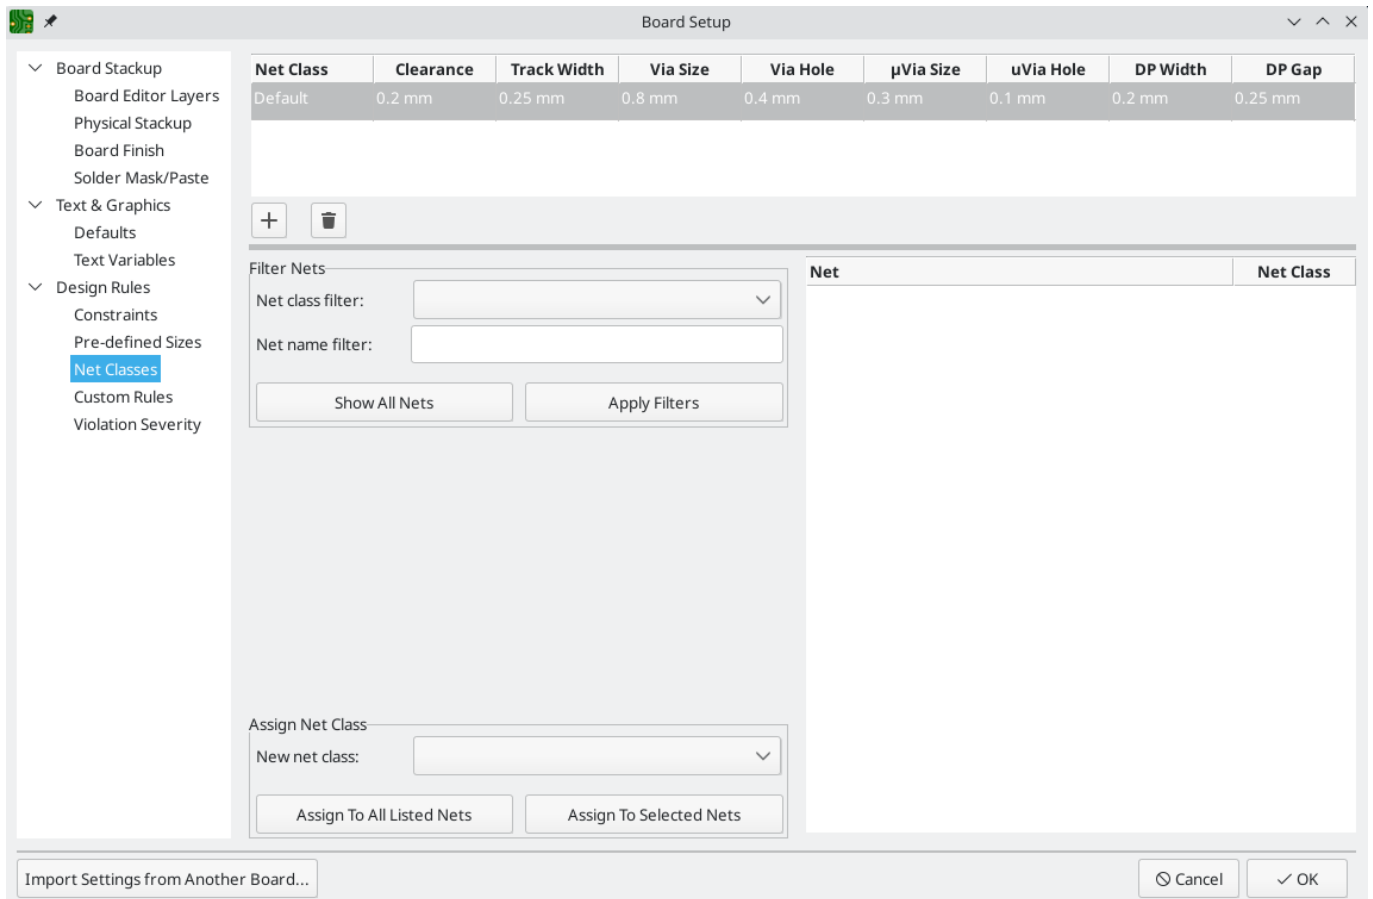 Board Setup
Board Stackup
Board Editor Layers
Physical Stackup
Board Finish
Solder Mask/Paste
Text & Graphics
Defaults
Text Variables
Design Rules
Constraints
Pre-defined Sizes
Net Classes
Custom Rules
Violation Severity
Net Class Clearance Track Width Via Size Via Hole µVia Size uVia Hole DP Width DP Gap
Default 0.2 mm 0.25 mm 0.8 mm 0.4 mm 0.3 mm 0.1 mm 0.2 mm 0.25 mm
Filter Nets
Net class filter:
Net name filter:
Show All Nets Apply Filters
Net Net Class
Assign Net Class
New net class:
Assign To All Listed Nets Assign To Selected Nets
Import Settings from Another Board... Cancel OK